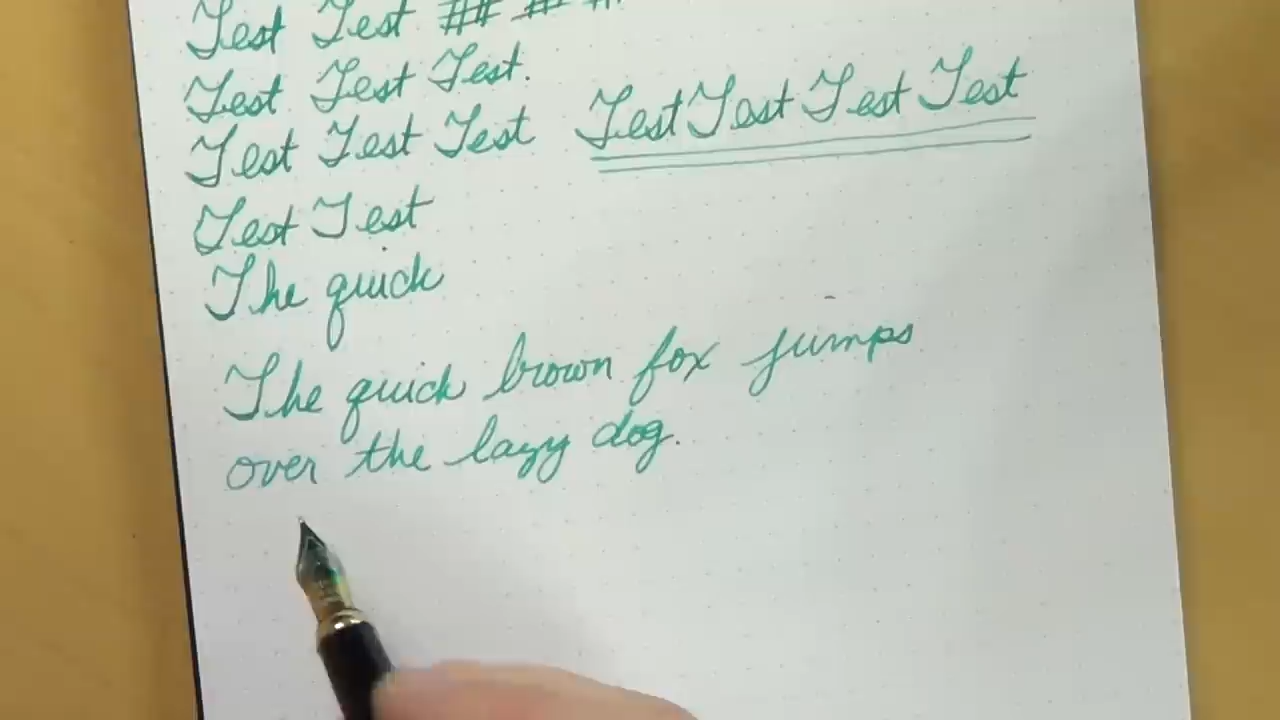 Test Test ## # #
Test Test Test.
Test Test Test Test Test Test Test
Test Test
The quick
The quick brown fox jumps
over the lazy dog.